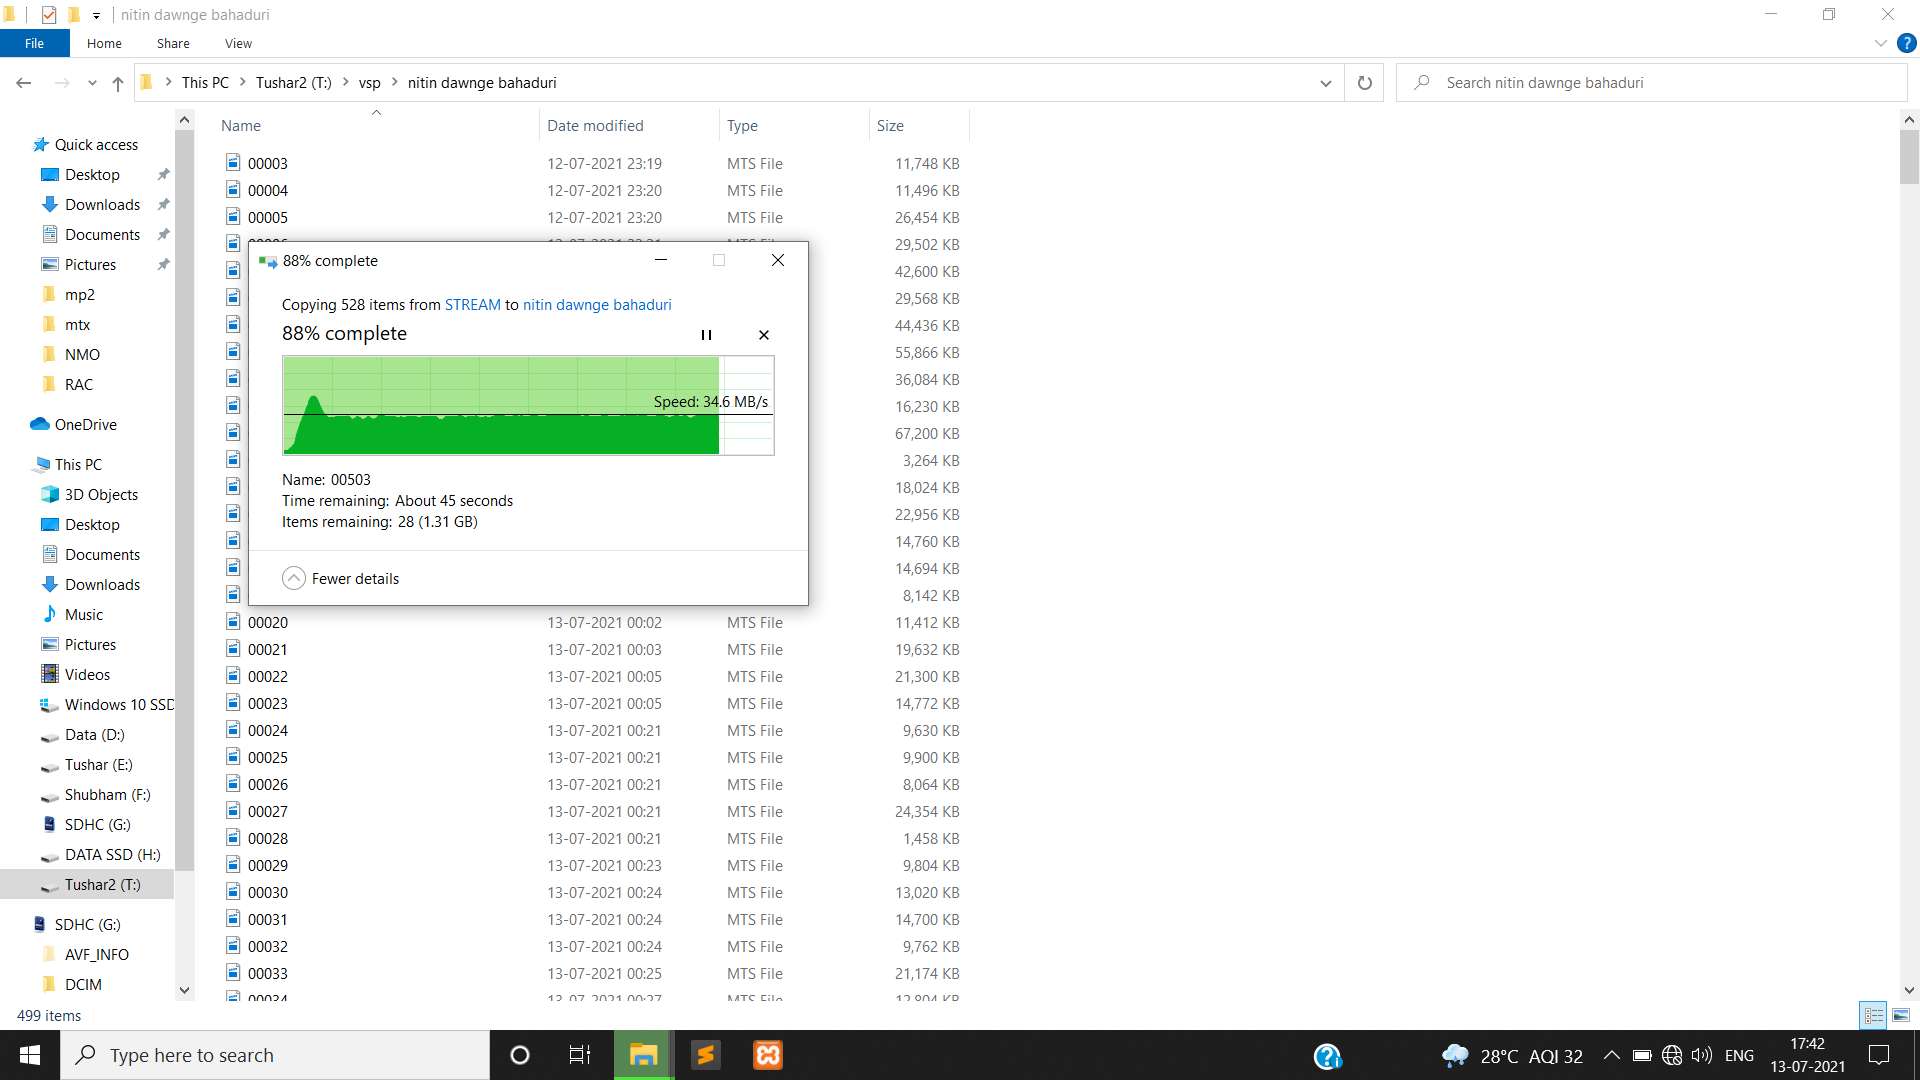 nitin dawnge bahaduri
File Home Share View
This PC Tushar2 (T:) vsp nitin dawnge bahaduri Search nitin dawnge bahaduri
Quick access
Desktop
Downloads
Documents
Pictures
mp2
mtx
NMO
RAC
OneDrive
This PC
3D Objects
Desktop
Documents
Downloads
Music
Pictures
Videos
Windows 10 SSD
Data (D:)
Tushar (E:)
Shubham (F:)
SDHC (G:)
DATA SSD (H:)
Tushar2 (T:)
SDHC (G:)
AVF_INFO
DCIM
Name Date modified Type Size
00003 12-07-2021 23:19 MTS File 11,748 KB
00004 12-07-2021 23:20 MTS File 11,496 KB
00005 12-07-2021 23:20 MTS File 26,454 KB
29,502 KB
42,600 KB
29,568 KB
44,436 KB
55,866 KB
36,084 KB
16,230 KB
67,200 KB
3,264 KB
18,024 KB
22,956 KB
14,760 KB
14,694 KB
8,142 KB
88% complete
Copying 528 items from STREAM to nitin dawnge bahaduri
88% complete
Speed: 34.6 MB/s
Name: 00503
Time remaining: About 45 seconds
Items remaining: 28 (1.31 GB)
Fewer details
00020 13-07-2021 00:02 MTS File 11,412 KB
00021 13-07-2021 00:03 MTS File 19,632 KB
00022 13-07-2021 00:05 MTS File 21,300 KB
00023 13-07-2021 00:05 MTS File 14,772 KB
00024 13-07-2021 00:21 MTS File 9,630 KB
00025 13-07-2021 00:21 MTS File 9,900 KB
00026 13-07-2021 00:21 MTS File 8,064 KB
00027 13-07-2021 00:21 MTS File 24,354 KB
00028 13-07-2021 00:21 MTS File 1,458 KB
00029 13-07-2021 00:23 MTS File 9,804 KB
00030 13-07-2021 00:24 MTS File 13,020 KB
00031 13-07-2021 00:24 MTS File 14,700 KB
00032 13-07-2021 00:24 MTS File 9,762 KB
00033 13-07-2021 00:25 MTS File 21,174 KB
00034 13-07-2021 00:27 MTS File 12,804 KB
499 items
Type here to search
28°C AQI 32 ENG
17:42
13-07-2021